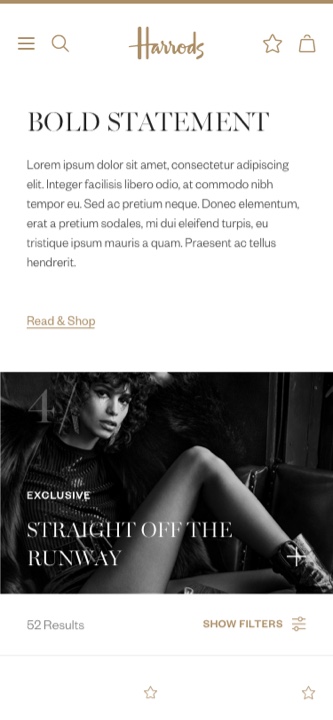 Harrods
BOLD STATEMENT
Lorem ipsum dolor sit amet, consectetur adipiscing
elit. Integer facilisis libero odio, at commodo nibh
tempor eu. Sed ac pretium neque. Donec elementum,
erat a pretium sodales, mi dui eleifend turpis, eu
tristique ipsum mauris a quam. Praesent ac tellus
hendrerit.
Read & Shop
4/
EXCLUSIVE
STRAIGHT OFF THE
RUNWAY
52 Results
SHOW FILTERS